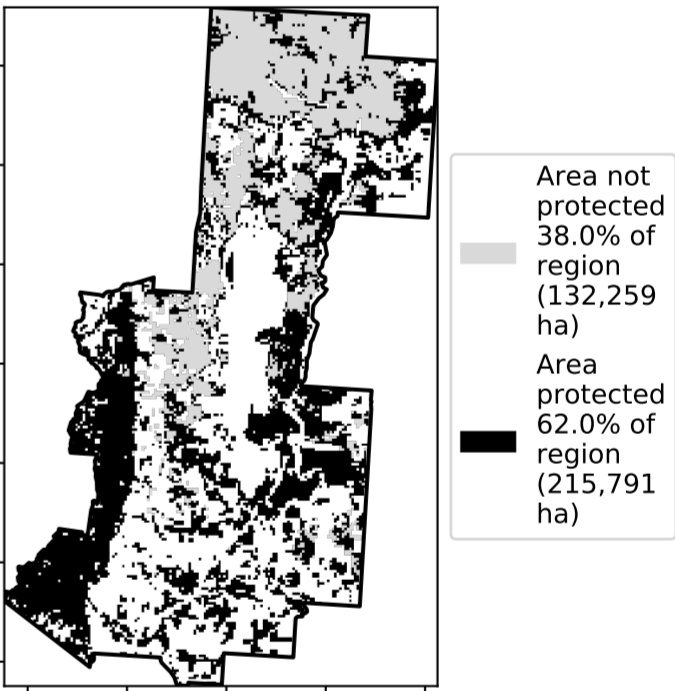 Area not
protected
38.0% of
region
(132,259
ha)
Area
protected
62.0% of
region
(215,791
ha)